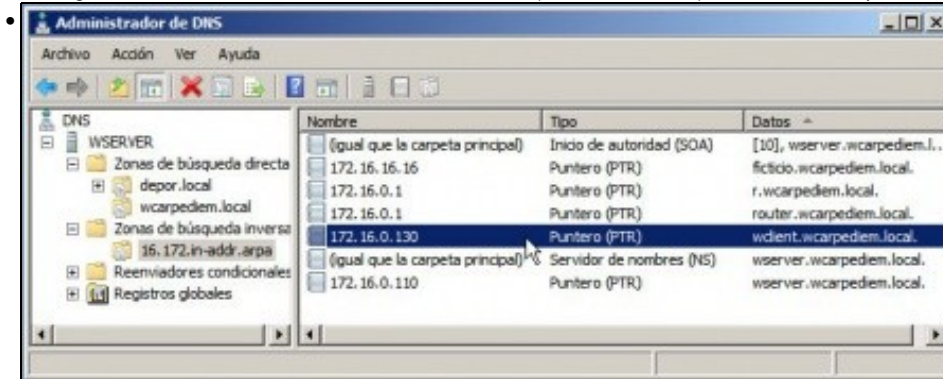 Administrador de DNS
Archivo Acción Ver Ayuda
DNS
WSERVER
Zonas de búsqueda directa
depor.local
wcarpediem.local
Zonas de búsqueda inversa
16.172.in-addr.arpa
Reenviadores condicionales
Registros globales
Nombre Tipo Datos
(igual que la carpeta principal) Inicio de autoridad (SOA) [10], wserver.wcarpediem.l..
172.16.16.16 Puntero (PTR) ficticio.wcarpediem.local.
172.16.0.1 Puntero (PTR) r.wcarpediem.local.
172.16.0.1 Puntero (PTR) router.wcarpediem.local.
172.16.0.130 Puntero (PTR) wclient.wcarpediem.local.
(igual que la carpeta principal) Servidor de nombres (NS) wserver.wcarpediem.local.
172.16.0.110 Puntero (PTR) wserver.wcarpediem.local.